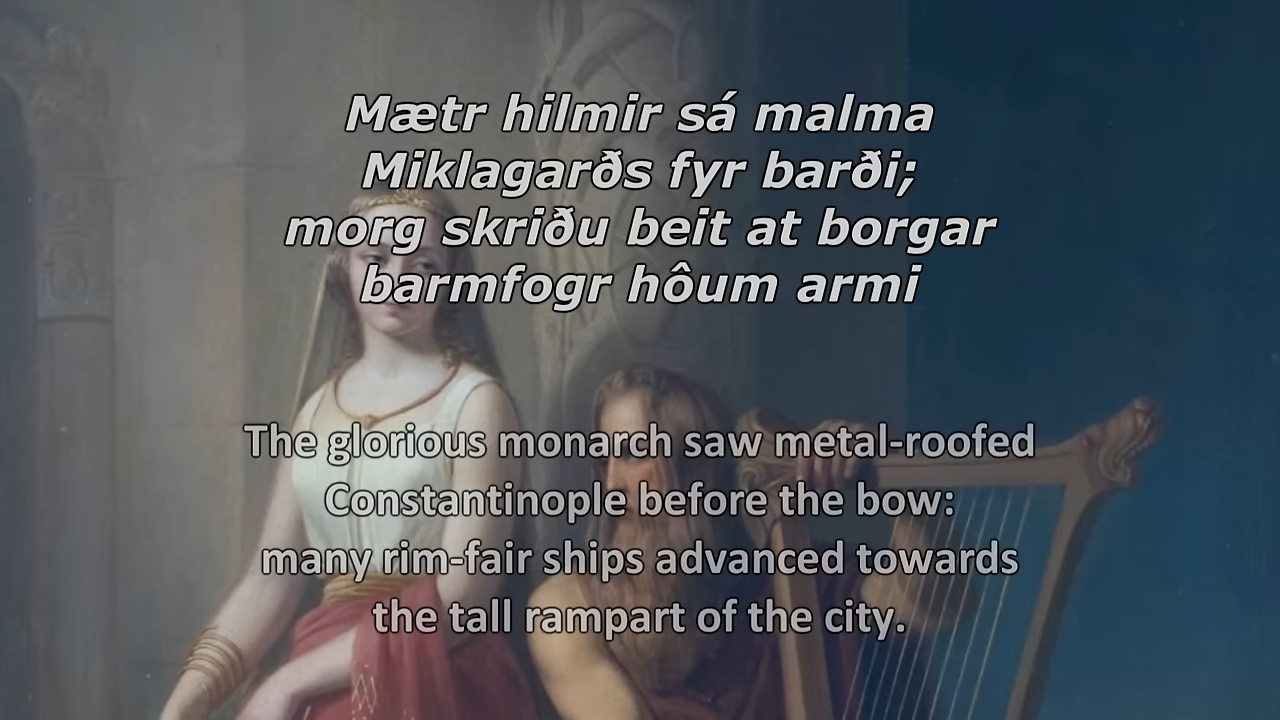 Mætr hilmir sá malma
Miklagarðs fyr barði;
morg skriðu beit at borgar
barmfogr hôum armi
The glorious monarch saw metal-roofed
Constantinople before the bow:
many rim-fair ships advanced towards
the tall rampart of the city.